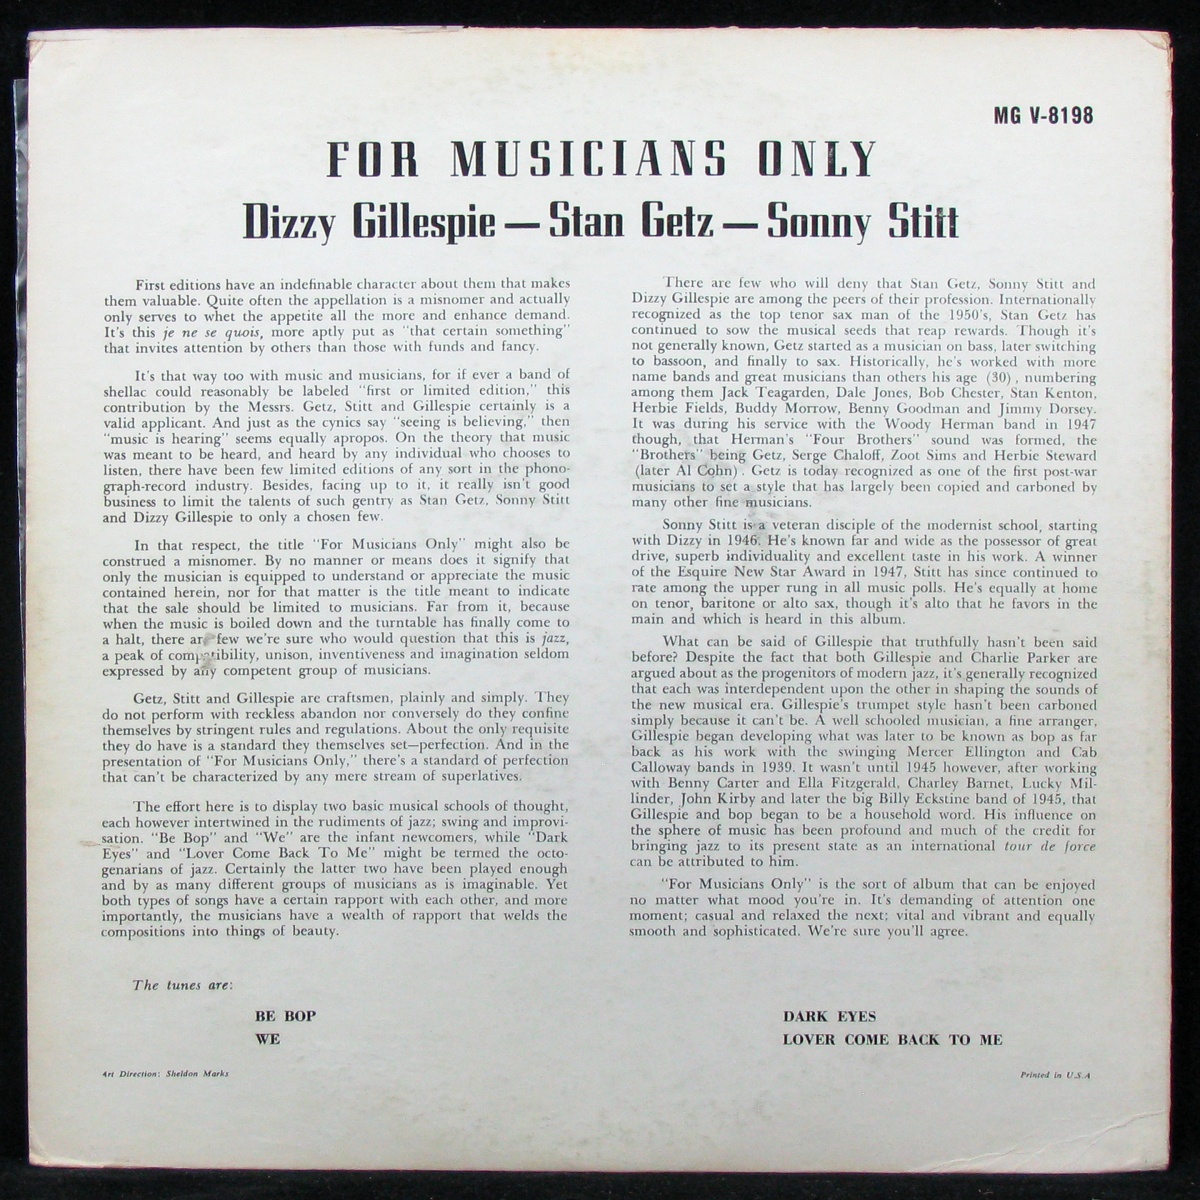 MG V-8198
FOR MUSICIANS ONLY
Dizzy Gillespie — Stan Getz — Sonny Stitt
First editions have an indefinable character about them that makes
them valuable. Quite often the appellation is a misnomer and actually
only serves to whet the appetite all the more and enhance demand.
It's this je ne se quois, more aptly put as "that certain something"
that invites attention by others than those with funds and fancy.
It's that way too with music and musicians, for if ever a band of
shellac could reasonably be labeled "first or limited edition," this
contribution by the Messrs. Getz, Stitt and Gillespie certainly is a
valid applicant. And just as the cynics say "seeing is believing," then
"music is hearing" seems equally apropos. On the theory that music
was meant to be heard, and heard by any individual who chooses to
listen, there have been few limited editions of any sort in the phono-
graph-record industry. Besides, facing up to it, it really isn't good
business to limit the talents of such gentry as Stan Getz, Sonny Stitt
and Dizzy Gillespie to only a chosen few.
In that respect, the title "For Musicians Only" might also be
construed a misnomer. By no manner or means does it signify that
only the musician is equipped to understand or appreciate the music
contained herein, nor for that matter is the title meant to indicate
that the sale should be limited to musicians. Far from it, because
when the music is boiled down and the turntable has finally come to
a halt, there are few we're sure who would question that this is jazz,
a peak of compatibility, unison, inventiveness and imagination seldom
expressed by any competent group of musicians.
Getz, Stitt and Gillespie are craftsmen, plainly and simply. They
do not perform with reckless abandon nor conversely do they confine
themselves by stringent rules and regulations. About the only requisite
they do have is a standard they themselves set—perfection. And in the
presentation of "For Musicians Only," there's a standard of perfection
that can't be characterized by any mere stream of superlatives.
The effort here is to display two basic musical schools of thought,
each however intertwined in the rudiments of jazz; swing and improvi-
sation. "Be Bop" and "We" are the infant newcomers, while "Dark
Eyes" and "Lover Come Back To Me" might be termed the octo-
genarians of jazz. Certainly the latter two have been played enough
and by as many different groups of musicians as is imaginable. Yet
both types of songs have a certain rapport with each other, and more
importantly, the musicians have a wealth of rapport that welds the
compositions into things of beauty.
There are few who will deny that Stan Getz, Sonny Stitt and
Dizzy Gillespie are among the peers of their profession. Internationally
recognized as the top tenor sax man of the 1950's, Stan Getz has
continued to sow the musical seeds that reap rewards. Though it's
not generally known, Getz started as a musician on bass, later switching
to bassoon, and finally to sax. Historically, he's worked with more
name bands and great musicians than others his age (30), numbering
among them Jack Teagarden, Dale Jones, Bob Chester, Stan Kenton,
Herbie Fields, Buddy Morrow, Benny Goodman and Jimmy Dorsey.
It was during his service with the Woody Herman band in 1947
though, that Herman's "Four Brothers" sound was formed, the
"Brothers" being Getz, Serge Chaloff, Zoot Sims and Herbie Steward
(later Al Cohn). Getz is today recognized as one of the first post-war
musicians to set a style that has largely been copied and carboned by
many other fine musicians.
Sonny Stitt is a veteran disciple of the modernist school, starting
with Dizzy in 1946. He's known far and wide as the possessor of great
drive, superb individuality and excellent taste in his work. A winner
of the Esquire New Star Award in 1947, Stitt has since continued to
rate among the upper rung in all music polls. He's equally at home
on tenor, baritone or alto sax, though it's alto that he favors in the
main and which is heard in this album.
What can be said of Gillespie that truthfully hasn't been said
before? Despite the fact that both Gillespie and Charlie Parker are
argued about as the progenitors of modern jazz, it's generally recognized
that each was interdependent upon the other in shaping the sounds of
the new musical era. Gillespie's trumpet style hasn't been carboned
simply because it can't be. A well schooled musician, a fine arranger,
Gillespie began developing what was later to be known as bop as far
back as his work with the swinging Mercer Ellington and Cab
Calloway bands in 1939. It wasn't until 1945 however, after working
with Benny Carter and Ella Fitzgerald, Charley Barnet, Lucky Mil-
linder, John Kirby and later the big Billy Eckstine band of 1945, that
Gillespie and bop began to be a household word. His influence on
the sphere of music has been profound and much of the credit for
bringing jazz to its present state as an international tour de force
can be attributed to him.
"For Musicians Only" is the sort of album that can be enjoyed
no matter what mood you're in. It's demanding of attention one
moment; casual and relaxed the next; vital and vibrant and equally
smooth and sophisticated. We're sure you'll agree.
The tunes are:
BE BOP
WE
DARK EYES
LOVER COME BACK TO ME
Art Direction: Sheldon Marks
Printed in U.S.A